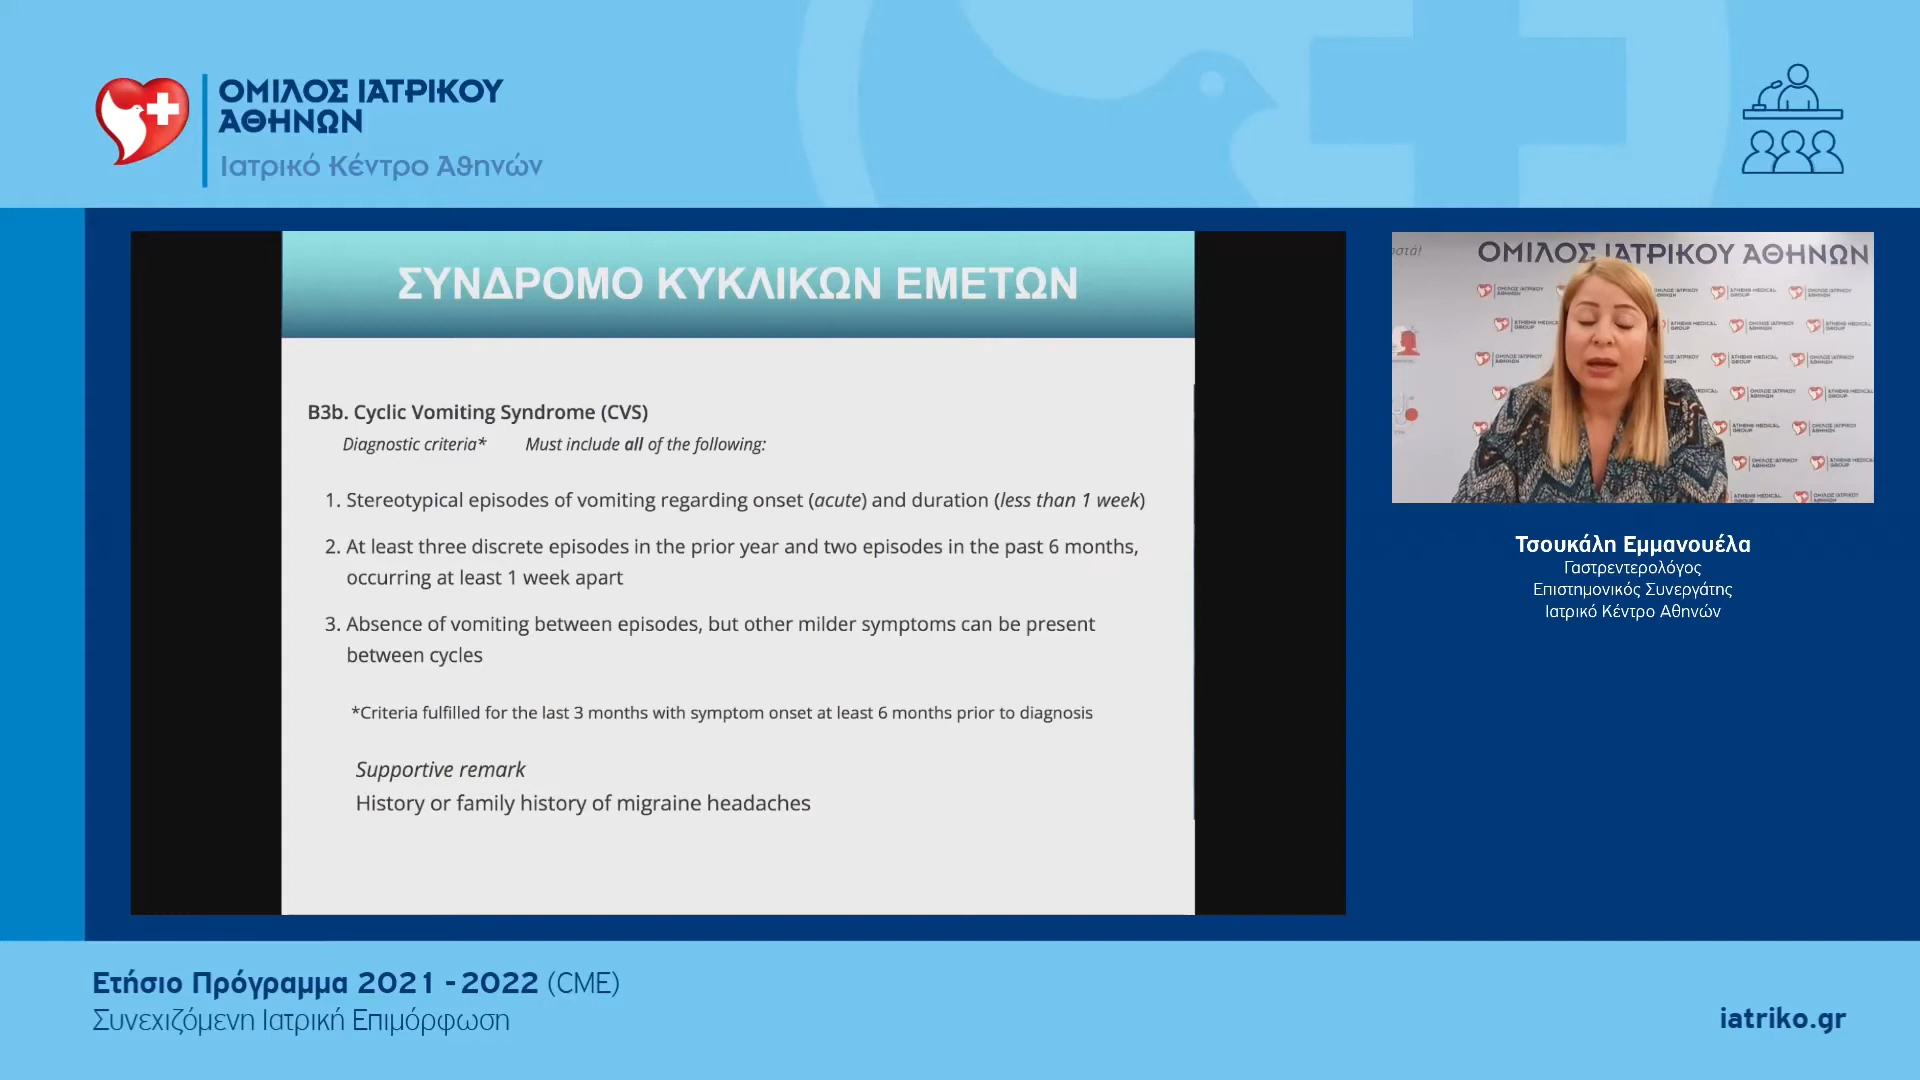 ΟΜΙΛΟΣ ΙΑΤΡΙΚΟΥ
ΑΘΗΝΩΝ
Ιατρικό Κέντρο Αθηνών
ΣΥΝΔΡΟΜΟ ΚΥΚΛΙΚΩΝ ΕΜΕΤΩΝ
B3b. Cyclic Vomiting Syndrome (CVS)
Diagnostic criteria* Must include all of the following:
1. Stereotypical episodes of vomiting regarding onset (acute) and duration (less than 1 week)
2. At least three discrete episodes in the prior year and two episodes in the past 6 months,
occurring at least 1 week apart
3. Absence of vomiting between episodes, but other milder symptoms can be present
between cycles
*Criteria fulfilled for the last 3 months with symptom onset at least 6 months prior to diagnosis
Supportive remark
History or family history of migraine headaches
ΟΜΙΛΟΣ ΙΑΤΡΙΚΟΥ ΑΘΗΝΩΝ
Τσουκάλη Εμμανουέλα
Γαστρεντερολόγος
Επιστημονικός Συνεργάτης
Ιατρικό Κέντρο Αθηνών
Ετήσιο Πρόγραμμα 2021 - 2022 (CME)
Συνεχιζόμενη Ιατρική Επιμόρφωση
iatriko.gr